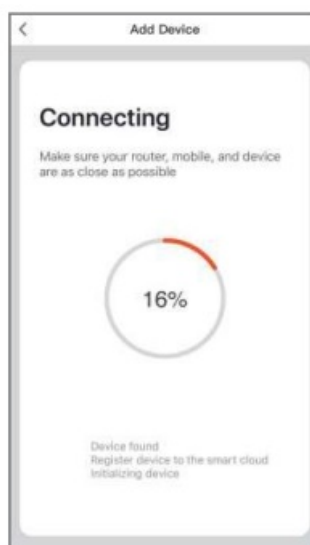 Add Device
Connecting
Make sure your router, mobile, and device
are as close as possible
16%
Device found
Register device to the smart cloud
Initializing device